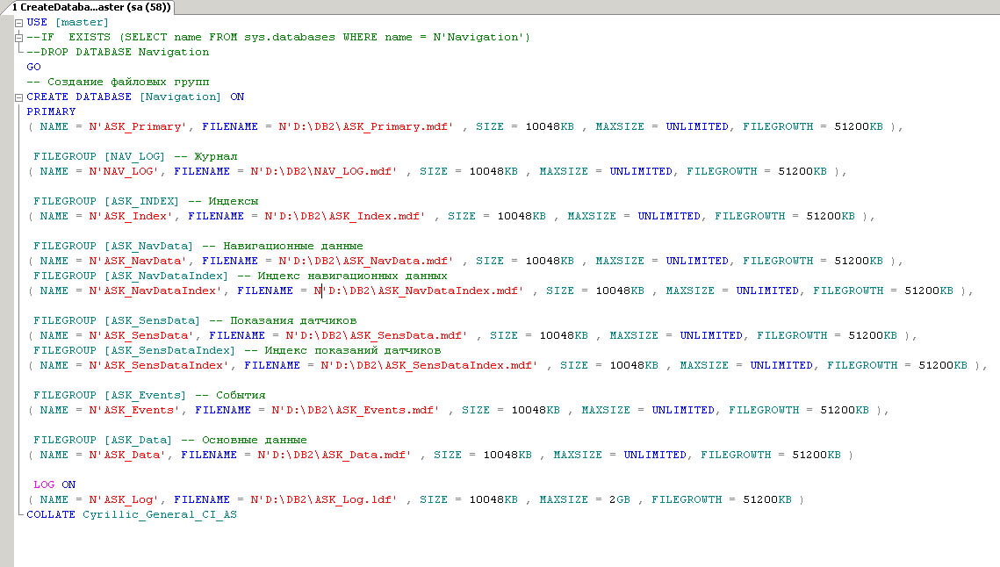 1 CreateDataba...aster (sa (58))
USE [master]
--IF  EXISTS (SELECT name FROM sys.databases WHERE name = N'Navigation')
--DROP DATABASE Navigation
GO
-- Создание файловых групп
CREATE DATABASE [Navigation] ON
PRIMARY
( NAME = N'ASK_Primary', FILENAME = N'D:\DB2\ASK_Primary.mdf' , SIZE = 10048KB , MAXSIZE = UNLIMITED, FILEGROWTH = 51200KB ),
FILEGROUP [NAV_LOG] -- Журнал
( NAME = N'NAV_LOG', FILENAME = N'D:\DB2\NAV_LOG.mdf' , SIZE = 10048KB , MAXSIZE = UNLIMITED, FILEGROWTH = 51200KB ),
FILEGROUP [ASK_INDEX] -- Индексы
( NAME = N'ASK_Index', FILENAME = N'D:\DB2\ASK_Index.mdf' , SIZE = 10048KB , MAXSIZE = UNLIMITED, FILEGROWTH = 51200KB ),
FILEGROUP [ASK_NavData] -- Навигационные данные
( NAME = N'ASK_NavData', FILENAME = N'D:\DB2\ASK_NavData.mdf' , SIZE = 10048KB , MAXSIZE = UNLIMITED, FILEGROWTH = 51200KB ),
FILEGROUP [ASK_NavDataIndex] -- Индекс навигационных данных
( NAME = N'ASK_NavDataIndex', FILENAME = N'D:\DB2\ASK_NavDataIndex.mdf' , SIZE = 10048KB , MAXSIZE = UNLIMITED, FILEGROWTH = 51200KB ),
FILEGROUP [ASK_SensData] -- Показания датчиков
( NAME = N'ASK_SensData', FILENAME = N'D:\DB2\ASK_SensData.mdf' , SIZE = 10048KB , MAXSIZE = UNLIMITED, FILEGROWTH = 51200KB ),
FILEGROUP [ASK_SensDataIndex] -- Индекс показаний датчиков
( NAME = N'ASK_SensDataIndex', FILENAME = N'D:\DB2\ASK_SensDataIndex.mdf' , SIZE = 10048KB , MAXSIZE = UNLIMITED, FILEGROWTH = 51200KB ),
FILEGROUP [ASK_Events] -- События
( NAME = N'ASK_Events', FILENAME = N'D:\DB2\ASK_Events.mdf' , SIZE = 10048KB , MAXSIZE = UNLIMITED, FILEGROWTH = 51200KB ),
FILEGROUP [ASK_Data] -- Основные данные
( NAME = N'ASK_Data', FILENAME = N'D:\DB2\ASK_Data.mdf' , SIZE = 10048KB , MAXSIZE = UNLIMITED, FILEGROWTH = 51200KB )
LOG ON
( NAME = N'ASK_Log', FILENAME = N'D:\DB2\ASK_Log.ldf' , SIZE = 10048KB , MAXSIZE = 2GB , FILEGROWTH = 51200KB )
COLLATE Cyrillic_General_CI_AS